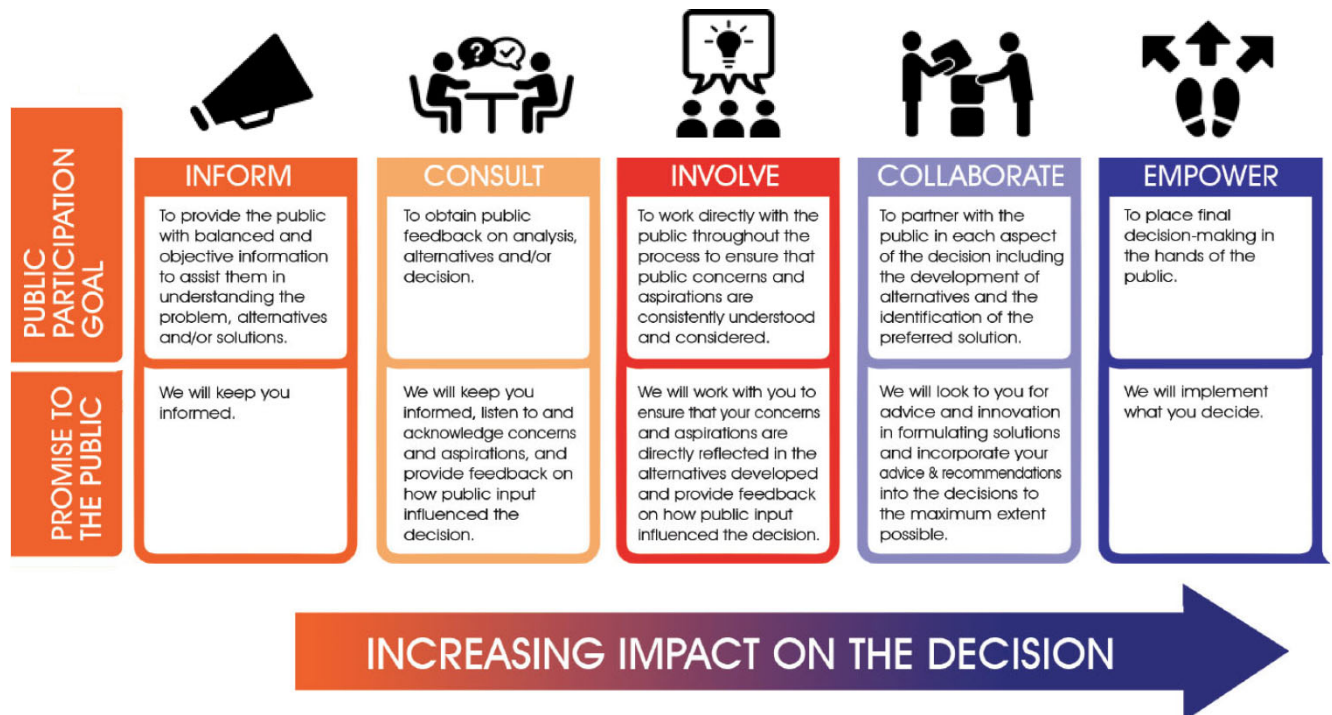 PUBLIC
PARTICIPATION
GOAL
INFORM
To provide the public
with balanced and
objective information
to assist them in
understanding the
problem, alternatives
and/or solutions.
CONSULT
To obtain public
feedback on analysis,
alternatives and/or
decision.
INVOLVE
To work directly with the
public throughout the
process to ensure that
public concerns and
aspirations are
consistently understood
and considered.
COLLABORATE
To partner with the
public in each aspect
of the decision including
the development of
alternatives and the
identification of the
preferred solution.
EMPOWER
To place final
decision-making in
the hands of the
public.
PROMISE TO
THE PUBLIC
We will keep you
informed.
We will keep you
informed, listen to and
acknowledge concerns
and aspirations, and
provide feedback on
how public input
influenced the
decision.
We will work with you to
ensure that your concerns
and aspirations are
directly reflected in the
alternatives developed
and provide feedback
on how public input
influenced the decision.
We will look to you for
advice and innovation
in formulating solutions
and incorporate your
advice & recommendations
into the decisions to
the maximum extent
possible.
We will implement
what you decide.
INCREASING IMPACT ON THE DECISION